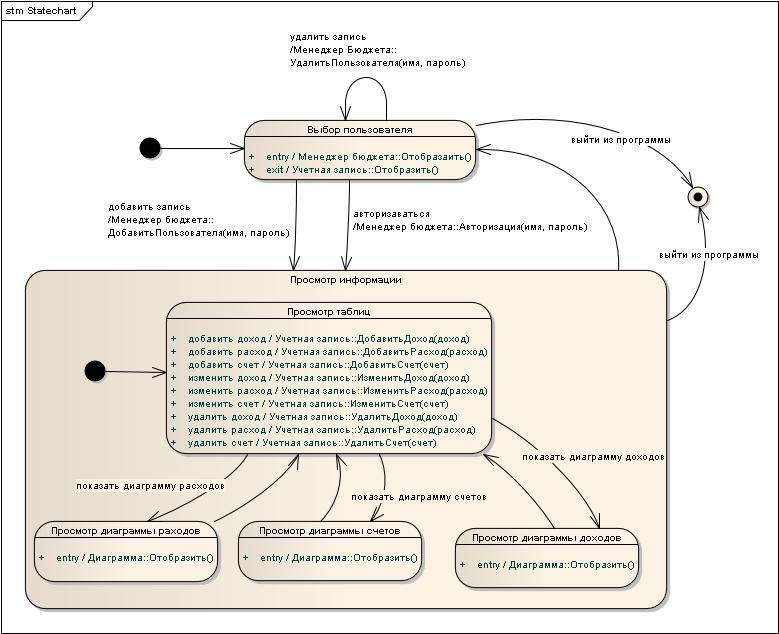 stm Statechart
удалить запись
/Менеджер Бюджета::
УдалитьПользователя(имя, пароль)
Выбор пользователя
+ entry / Менеджер бюджета::Отобразаить()
+ exit / Учетная запись::Отобразить()
выйти из программы
добавить запись
/Менеджер бюджета::
ДобавитьПользователя(имя, пароль)
авторизаваться
/Менеджер бюджета::Авторизация(имя, пароль)
выйти из программы
Просмотр информации
Просмотр таблиц
+ добавить доход / Учетная запись::ДобавитьДоход(доход)
+ добавить расход / Учетная запись::ДобавитьРасход(расход)
+ добавить счет / Учетная запись::ДобавитьСчет(счет)
+ изменить доход / Учетная запись::ИзменитьДоход(доход)
+ изменить расход / Учетная запись::ИзменитьРасход(расход)
+ изменить счет / Учетная запись::ИзменитьСчет(счет)
+ удалить доход / Учетная запись::УдалитьДоход(доход)
+ удалить расход / Учетная запись::УдалитьРасход(расход)
+ удалить счет / Учетная запись::УдалитьСчет(счет)
показать диаграмму расходов
показать диаграмму счетов
показать диаграмму доходов
Просмотр диаграммы раходов
+ entry / Диаграмма::Отобразить()
Просмотр диаграммы счетов
+ entry / Диаграмма::Отобразить()
Просмотр диаграммы доходов
+ entry / Диаграмма::Отобразить()